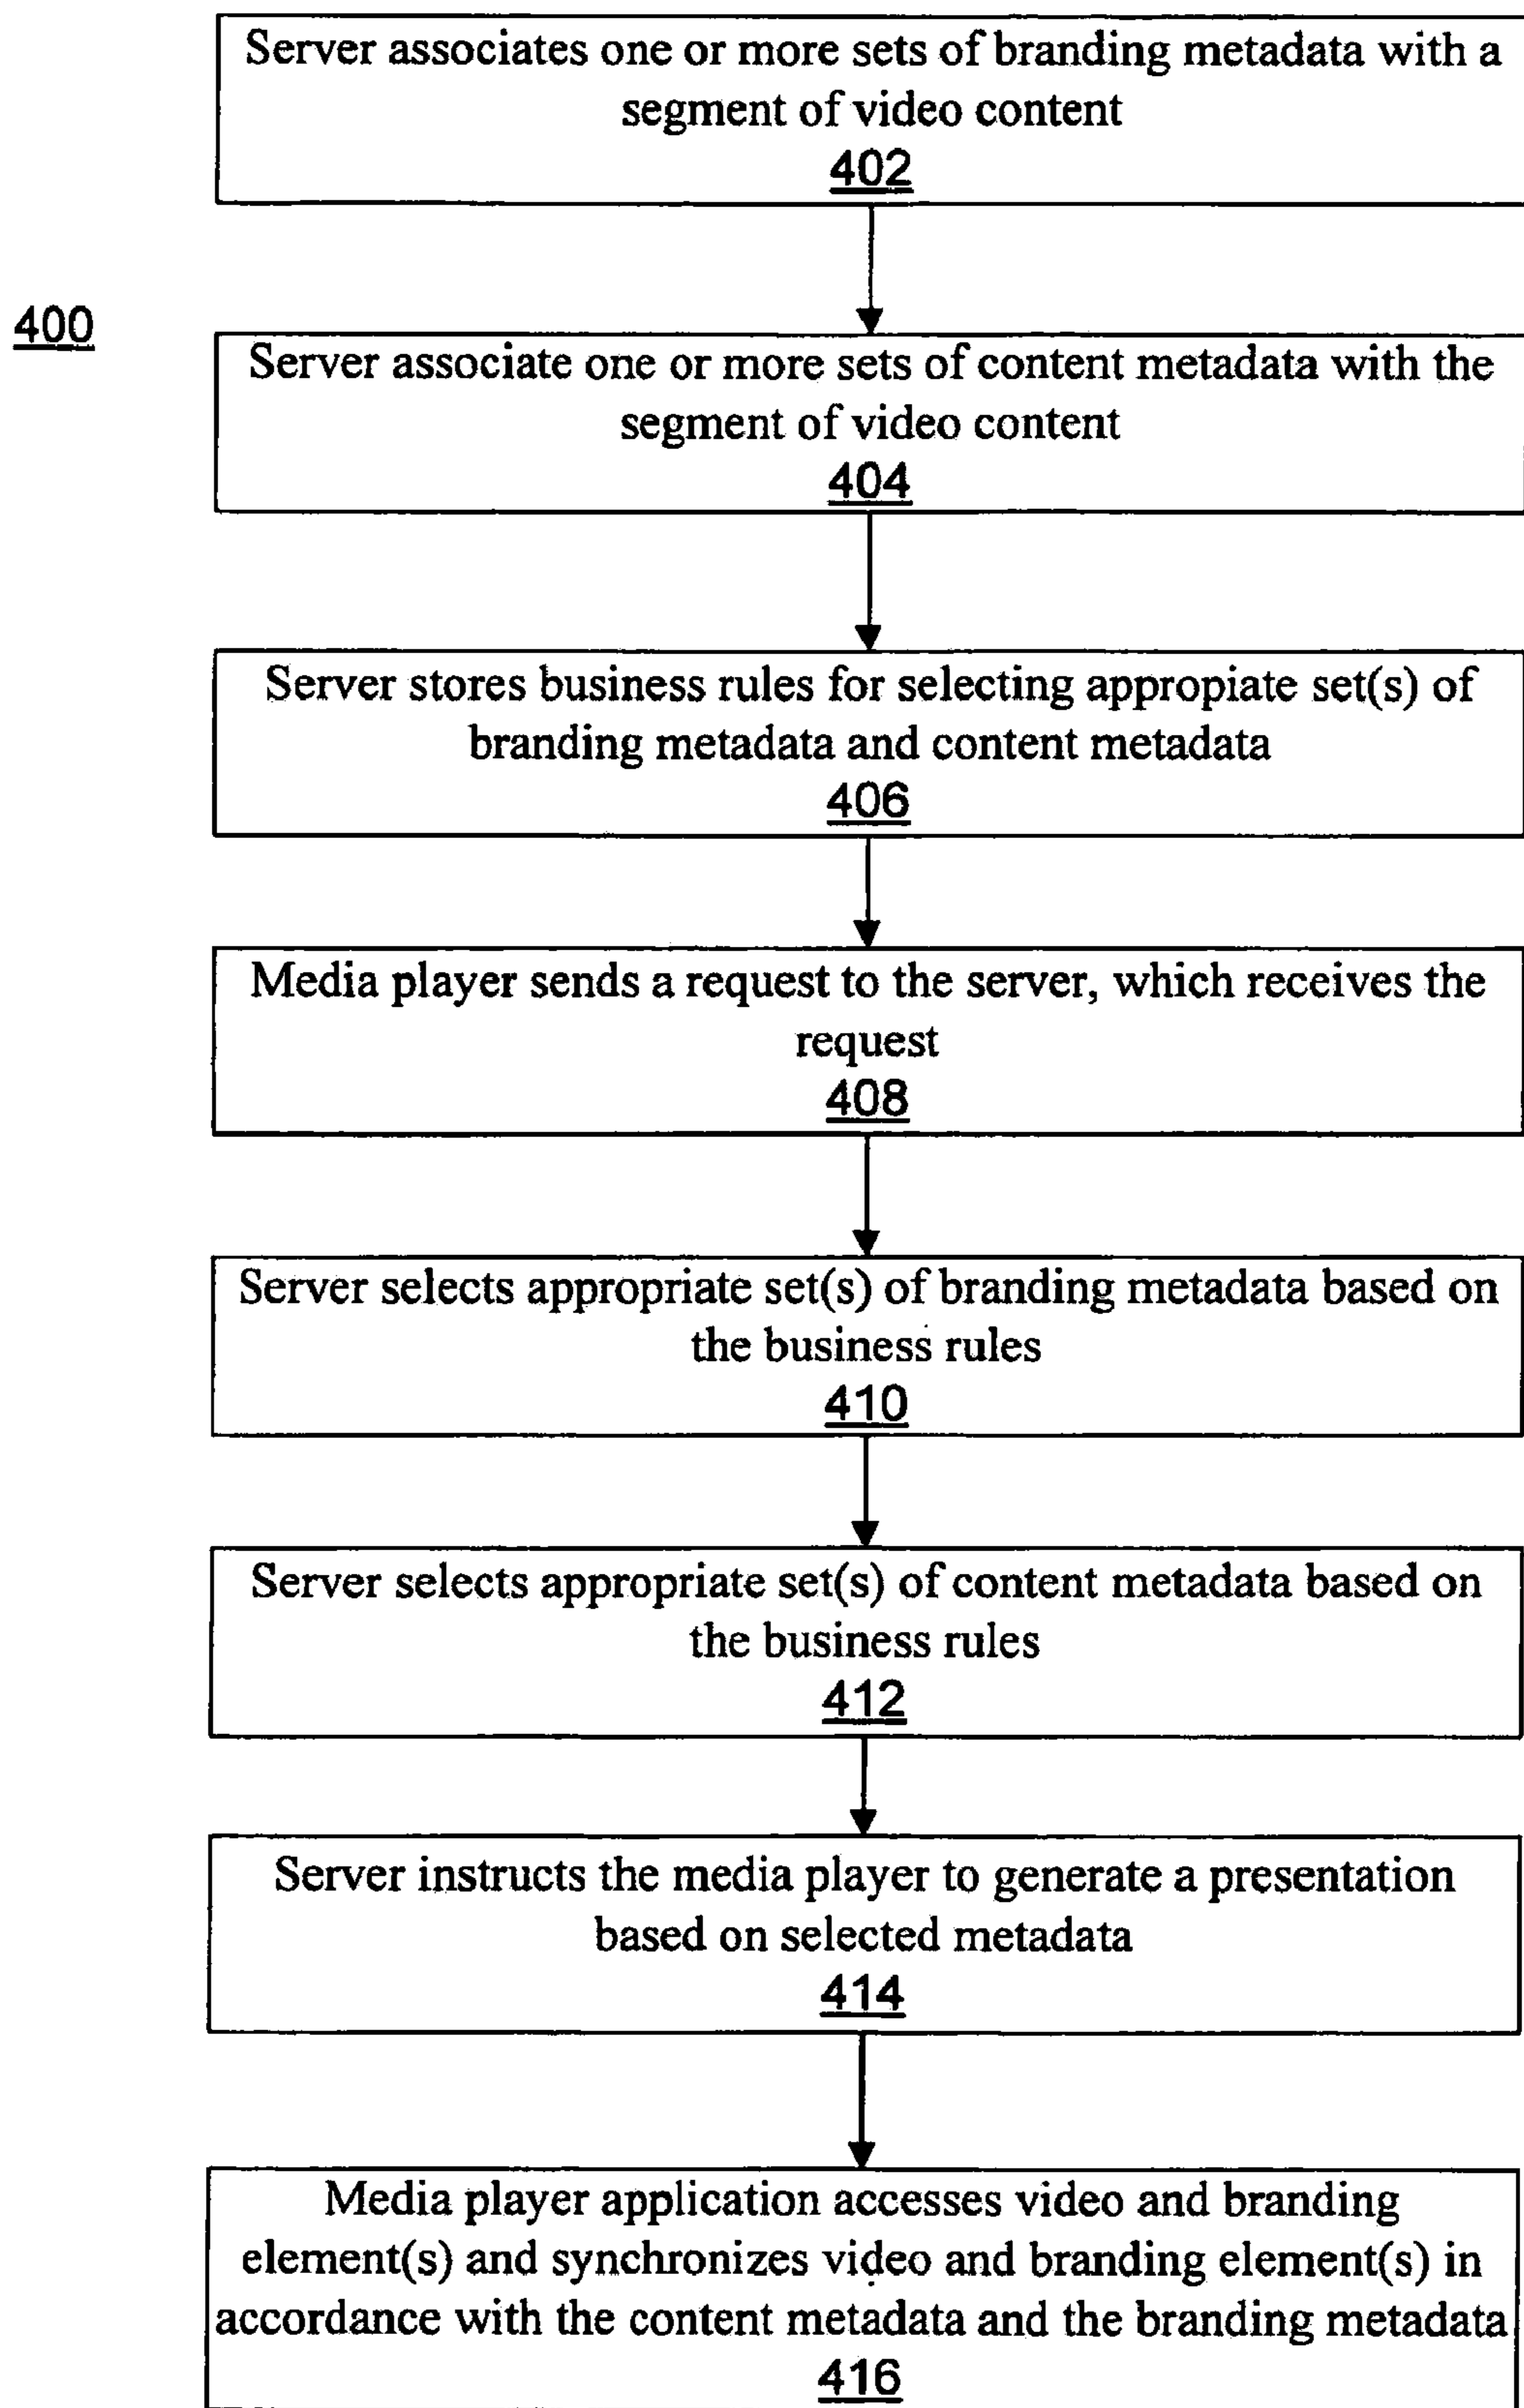 Server associates one or more sets of branding metadata with a
segment of video content
402
400
Server associate one or more sets of content metadata with the
segment of video content
404
Server stores business rules for selecting appropiate set(s) of
branding metadata and content metadata
406
Media player sends a request to the server, which receives the
request
408
Server selects appropriate set(s) of branding metadata based on
the business rules
410
Server selects appropriate set(s) of content metadata based on
the business rules
412
Server instructs the media player to generate a presentation
based on selected metadata
414
Media player application accesses video and branding
element(s) and synchronizes video and branding element(s) in
accordance with the content metadata and the branding metadata
416